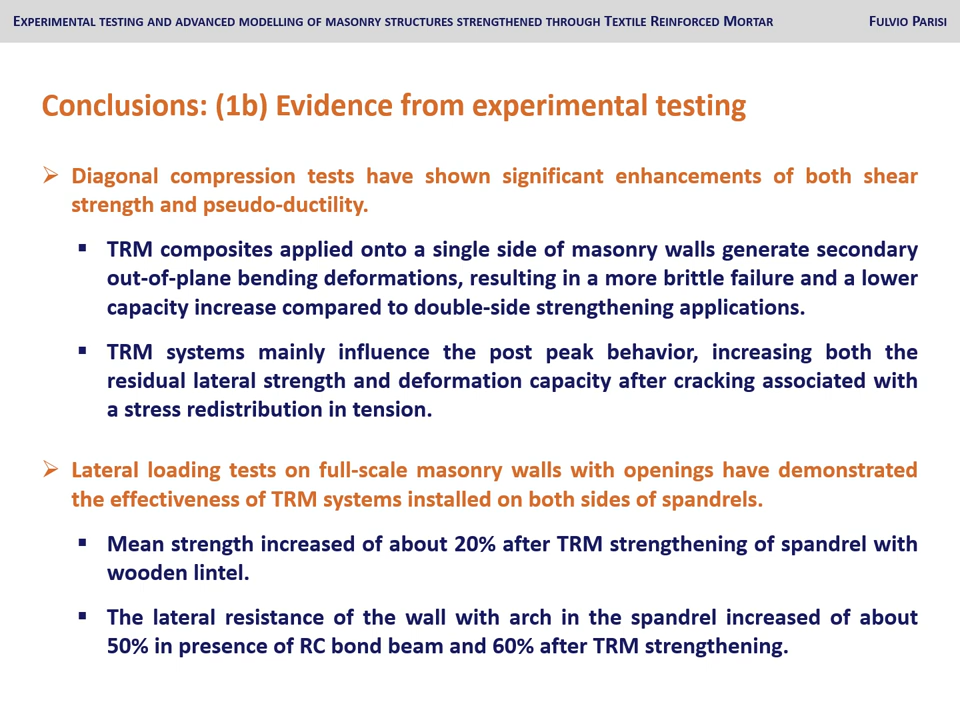 EXPERIMENTAL TESTING AND ADVANCED MODELLING OF MASONRY STRUCTURES STRENGTHENED THROUGH TEXTILE REINFORCED MORTAR FULVIO PARISI
Conclusions: (1b) Evidence from experimental testing
➢ Diagonal compression tests have shown significant enhancements of both shear
strength and pseudo-ductility.
▪ TRM composites applied onto a single side of masonry walls generate secondary
out-of-plane bending deformations, resulting in a more brittle failure and a lower
capacity increase compared to double-side strengthening applications.
▪ TRM systems mainly influence the post peak behavior, increasing both the
residual lateral strength and deformation capacity after cracking associated with
a stress redistribution in tension.
➢ Lateral loading tests on full-scale masonry walls with openings have demonstrated
the effectiveness of TRM systems installed on both sides of spandrels.
▪ Mean strength increased of about 20% after TRM strengthening of spandrel with
wooden lintel.
▪ The lateral resistance of the wall with arch in the spandrel increased of about
50% in presence of RC bond beam and 60% after TRM strengthening.